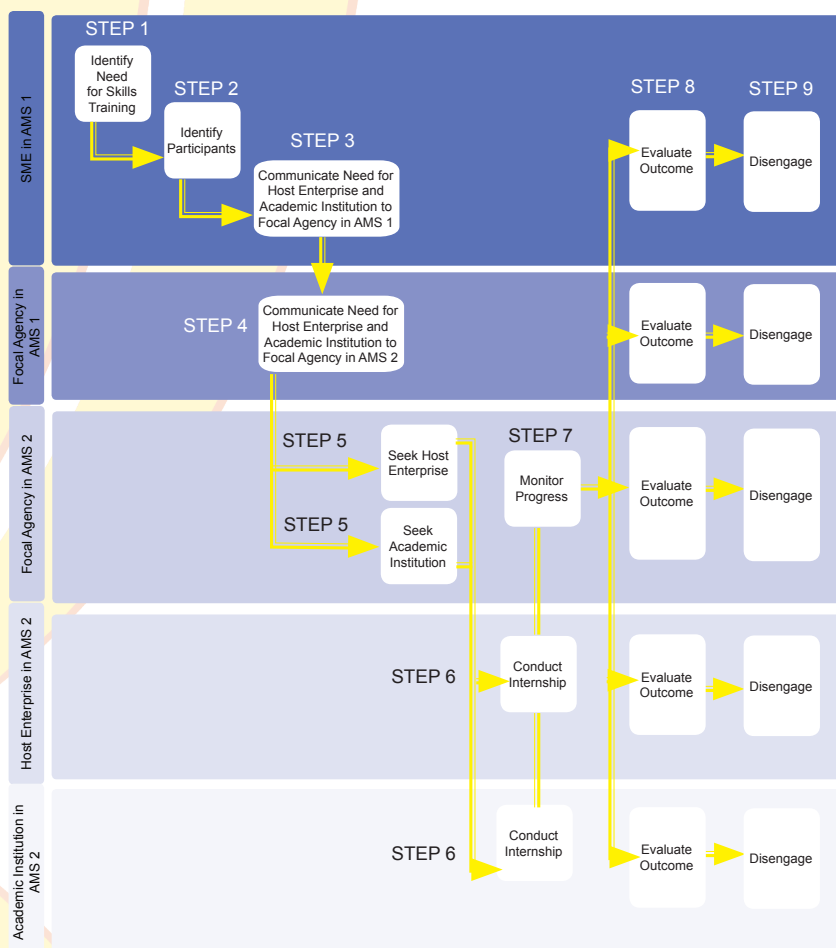 STEP 1
Identify
Need
for Skills
Training
STEP 2
Identify
Participants
STEP 3
Communicate Need for
Host Enterprise and
Academic Institution to
Focal Agency in AMS 1
STEP 8
Evaluate
Outcome
STEP 9
Disengage
SME in AMS 1
STEP 4
Communicate Need for
Host Enterprise and
Academic Institution to
Focal Agency in AMS 2
Evaluate
Outcome
Disengage
Focal Agency in
AMS 1
STEP 5
Seek Host
Enterprise
STEP 5
Seek
Academic
Institution
STEP 7
Monitor
Progress
Evaluate
Outcome
Disengage
Focal Agency in AMS 2
STEP 6
Conduct
Internship
Evaluate
Outcome
Disengage
Host Enterprise in AMS 2
STEP 6
Conduct
Internship
Evaluate
Outcome
Disengage
Academic Institution in
AMS 2